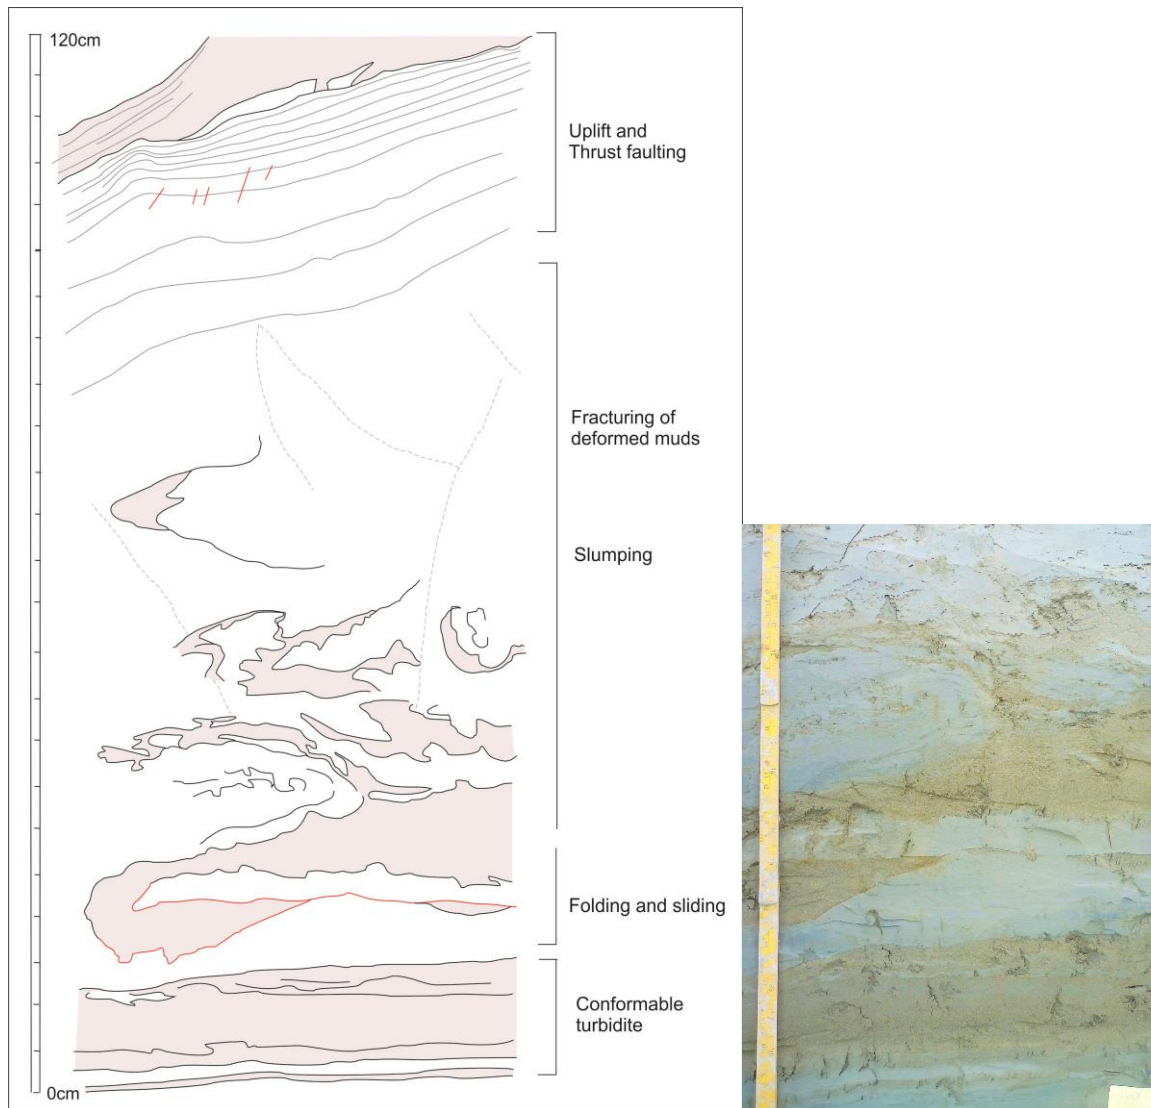 120cm
Uplift and
Thrust faulting
Fracturing of
deformed muds
Slumping
Folding and sliding
Conformable
turbidite
0cm